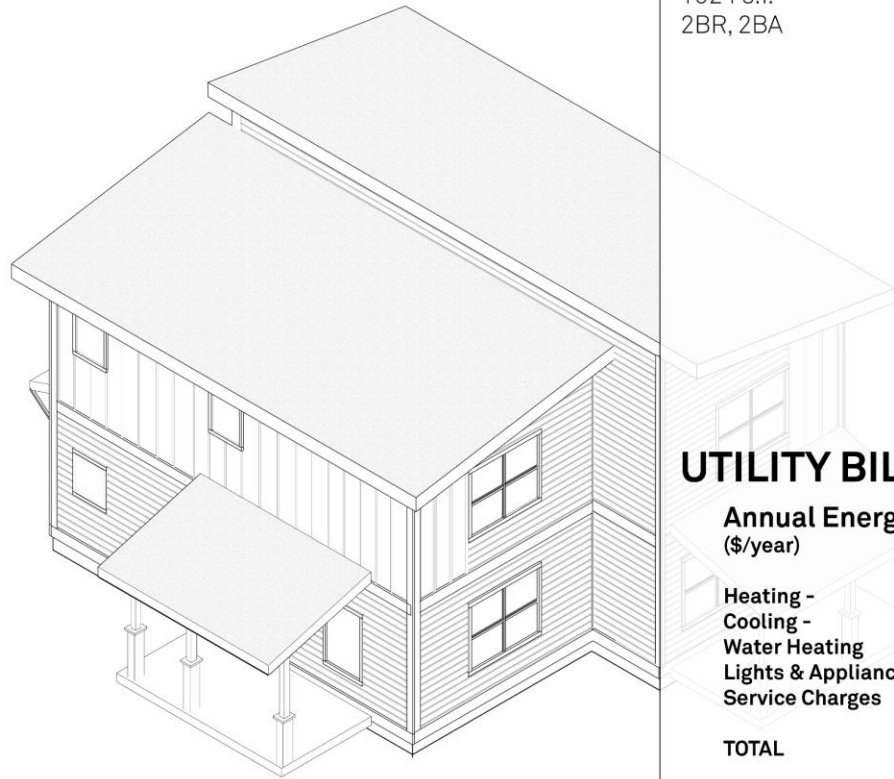 2BR, 2BA
UTILITY BIL
Annual Energ
($/year)
Heating -
Cooling -
Water Heating
Lights & Applianc
Service Charges
TOTAL